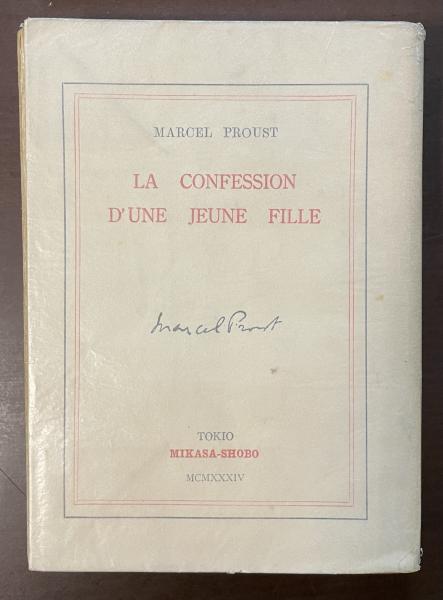 MARCEL PROUST
LA CONFESSION
D'UNE JEUNE FILLE
Marcel Proust
TOKIO
MIKASA-SHOBO
MCMXXXIV